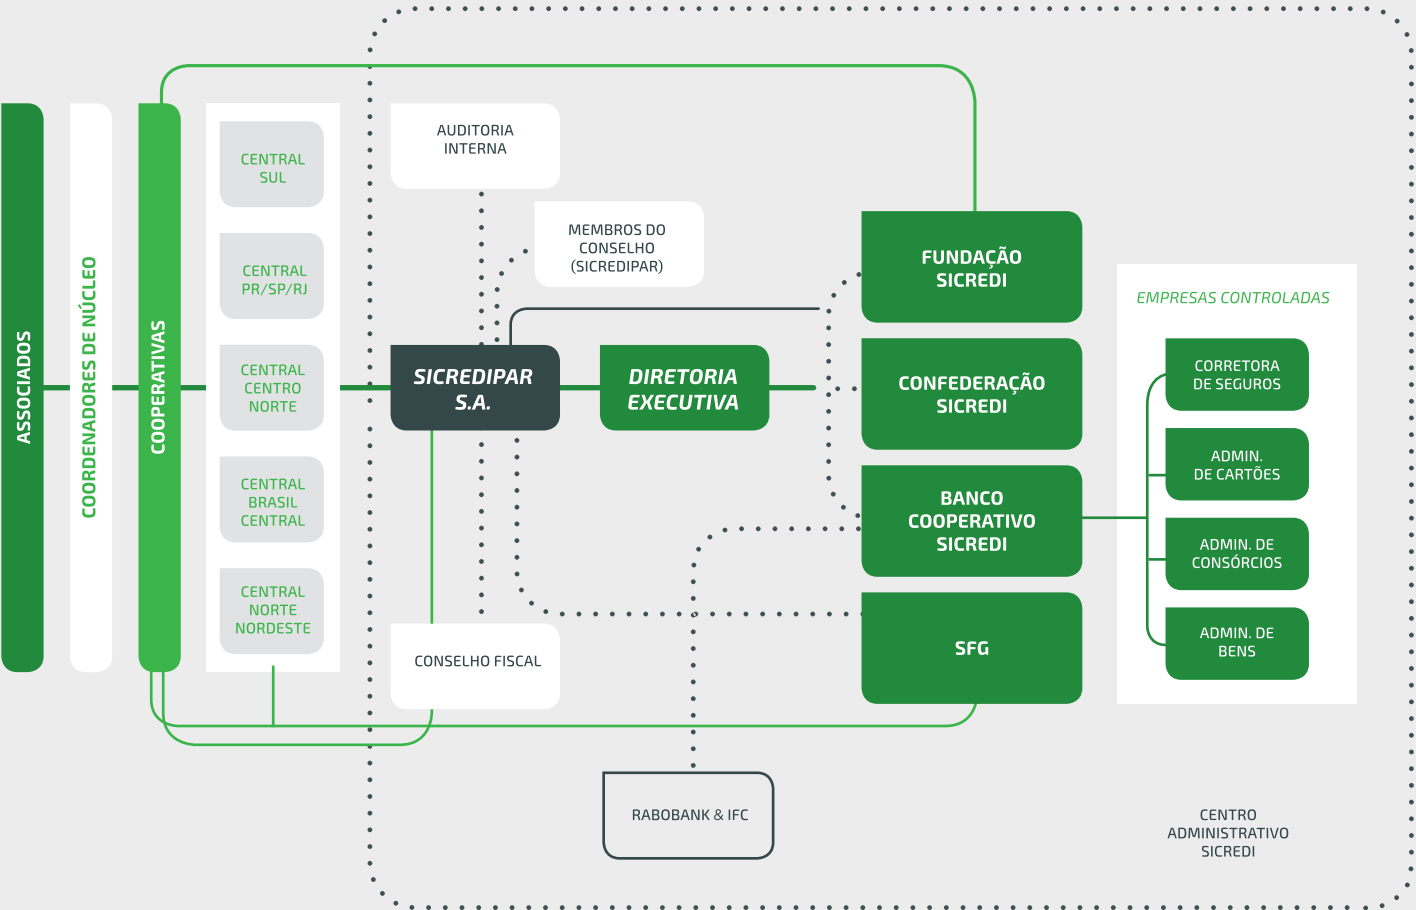 ASSOCIADOS
COORDENADORES DE NÚCLEO
COOPERATIVAS
CENTRAL
SUL
CENTRAL
PR/SP/RJ
CENTRAL
CENTRO
NORTE
CENTRAL
BRASIL
CENTRAL
CENTRAL
NORTE
NORDESTE
AUDITORIA
INTERNA
MEMBROS DO
CONSELHO
(SICREDIPAR)
SICREDIPAR
S.A.
DIRETORIA
EXECUTIVA
CONSELHO FISCAL
RABOBANK & IFC
FUNDAÇÃO
SICREDI
CONFEDERAÇÃO
SICREDI
BANCO
COOPERATIVO
SICREDI
SFG
EMPRESAS CONTROLADAS
CORRETORA
DE SEGUROS
ADMIN.
DE CARTÕES
ADMIN. DE
CONSÓRCIOS
ADMIN. DE
BENS
CENTRO
ADMINISTRATIVO
SICREDI